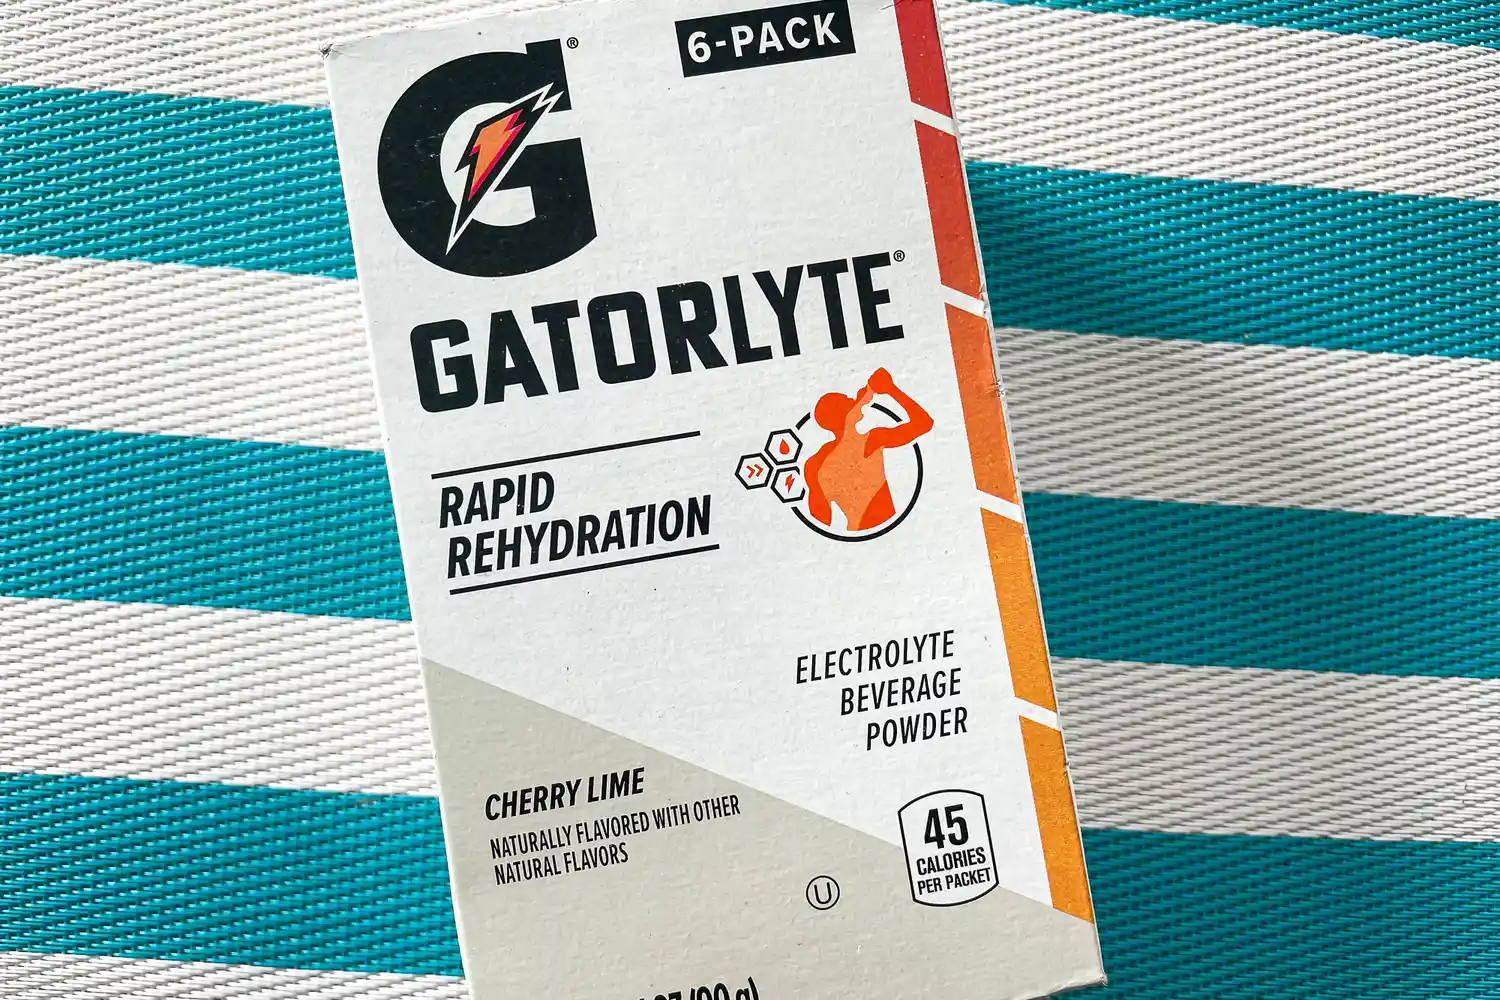 G®
6-PACK
GATORLYTE®
RAPID
REHYDRATION
ELECTROLYTE
BEVERAGE
POWDER
CHERRY LIME
NATURALLY FLAVORED WITH OTHER
NATURAL FLAVORS
45
CALORIES
PER PACKET
U